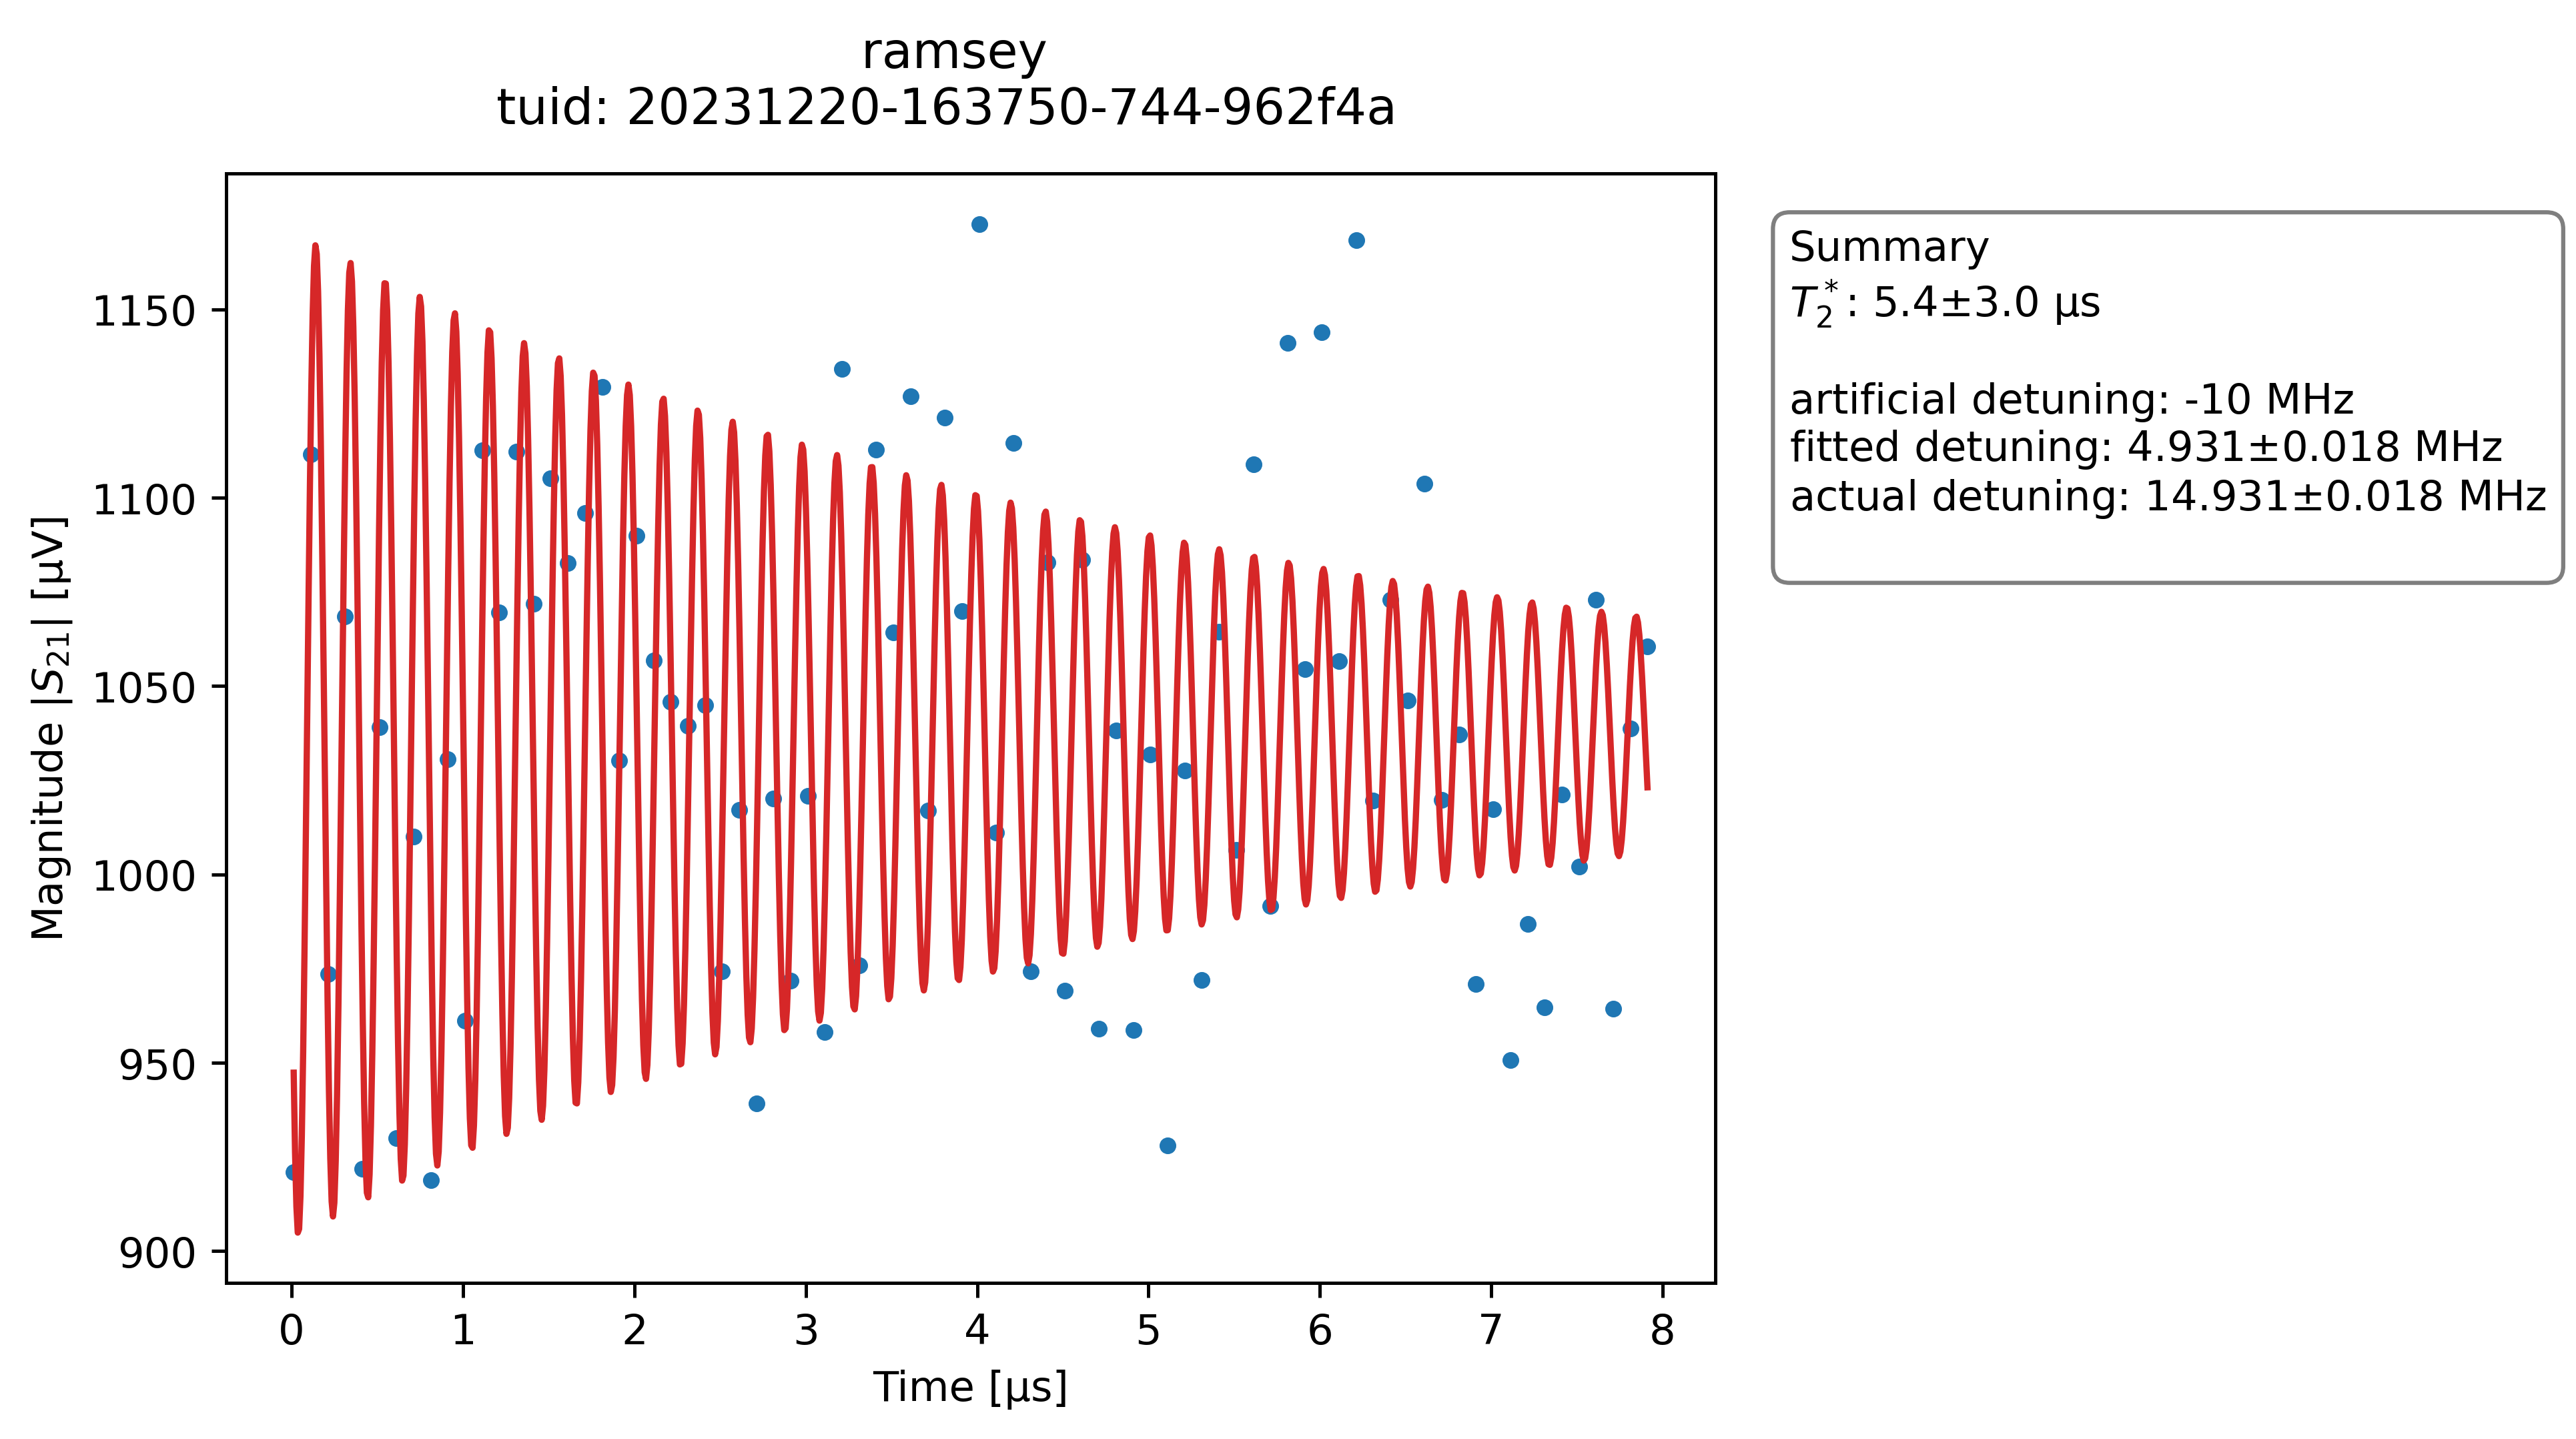 ramsey
tuid: 20231220-163750-744-962f4a
Magnitude |S₂₁| [µV]
1150
1100
1050
1000
950
900
0 1 2 3 4 5 6 7 8
Time [µs]
Summary
T₂*: 5.4±3.0 µs
artificial detuning: -10 MHz
fitted detuning: 4.931±0.018 MHz
actual detuning: 14.931±0.018 MHz